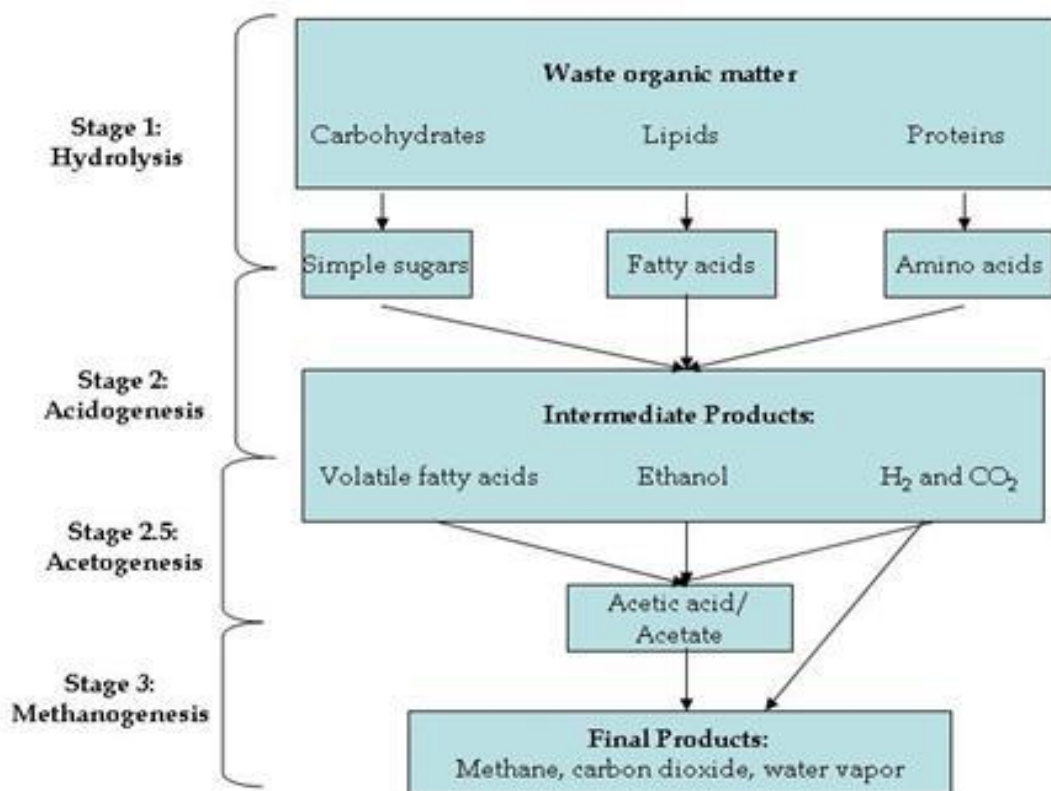 Waste organic matter
Stage 1:
Hydrolysis
Carbohydrates
Lipids
Proteins
Simple sugars
Fatty acids
Amino acids
Stage 2:
Acidogenesis
Intermediate Products:
Volatile fatty acids
Ethanol
H₂ and CO₂
Stage 2.5:
Acetogenesis
Acetic acid/
Acetate
Stage 3:
Methanogenesis
Final Products:
Methane, carbon dioxide, water vapor